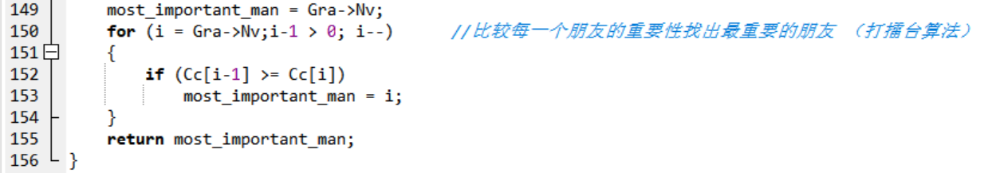 149 most_important_man = Gra->Nv;
150 for (i = Gra->Nv;i-1 > 0; i--) //比较每一个朋友的重要性找出最重要的朋友 （打擂台算法）
151 {
152 if (Cc[i-1] >= Cc[i])
153 most_important_man = i;
154 }
155 return most_important_man;
156 }